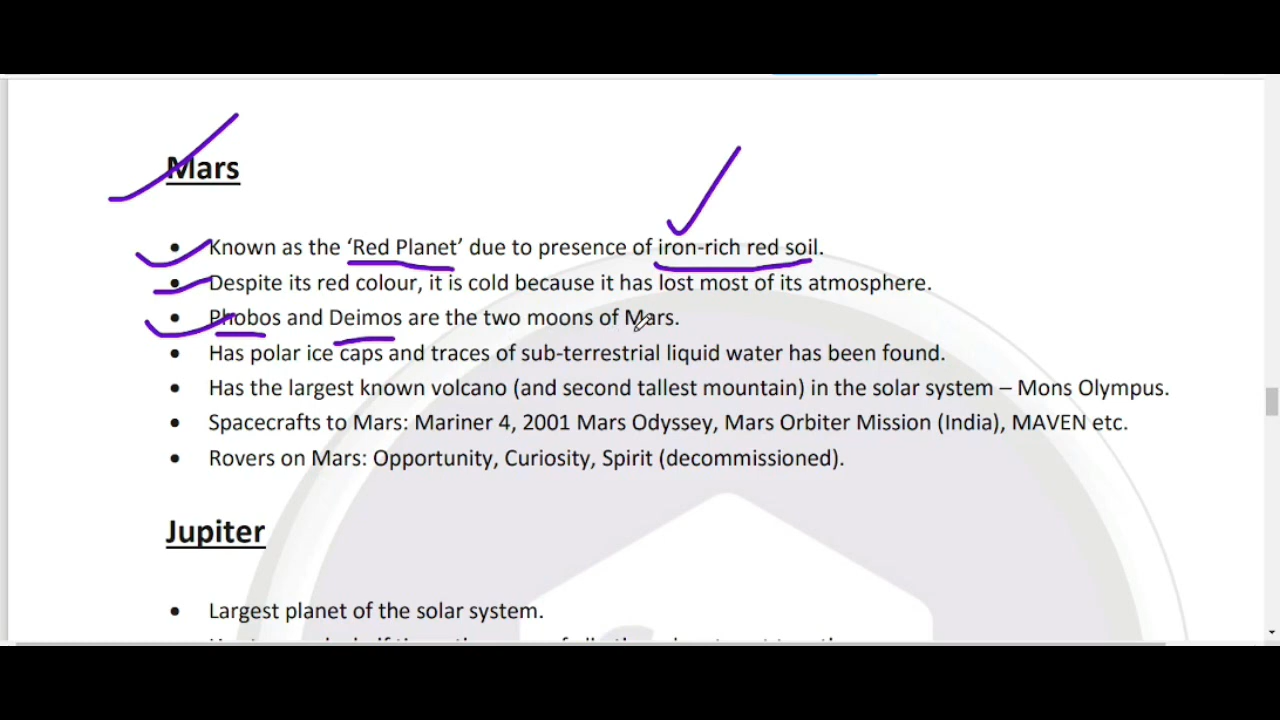 Mars
• Known as the ‘Red Planet’ due to presence of iron-rich red soil.
• Despite its red colour, it is cold because it has lost most of its atmosphere.
• Phobos and Deimos are the two moons of Mars.
• Has polar ice caps and traces of sub-terrestrial liquid water has been found.
• Has the largest known volcano (and second tallest mountain) in the solar system – Mons Olympus.
• Spacecrafts to Mars: Mariner 4, 2001 Mars Odyssey, Mars Orbiter Mission (India), MAVEN etc.
• Rovers on Mars: Opportunity, Curiosity, Spirit (decommissioned).
Jupiter
• Largest planet of the solar system.